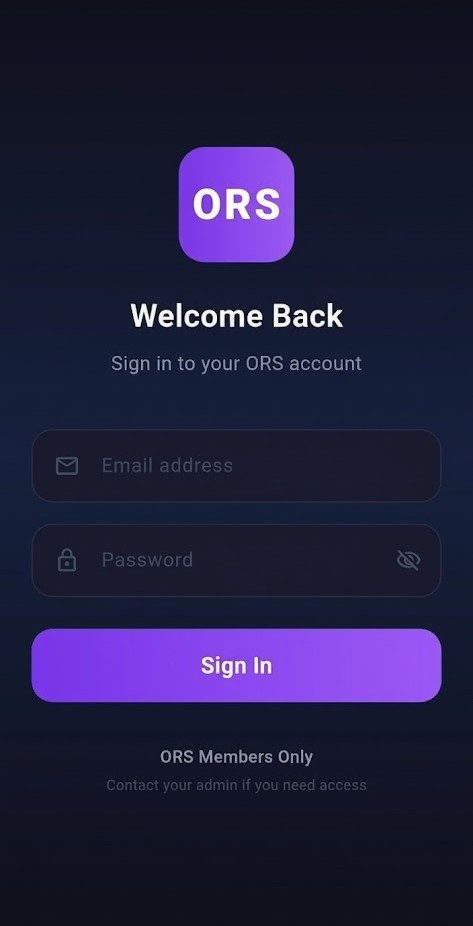 ORS
Welcome Back
Sign in to your ORS account
Email address
Password
Sign In
ORS Members Only
Contact your admin if you need access